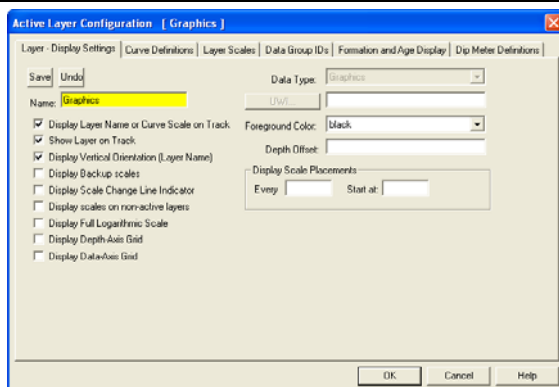 Active Layer Configuration [ Graphics ]
Layer - Display Settings Curve Definitions Layer Scales Data Group IDs Formation and Age Display Dip Meter Definitions
Save Undo
Name: Graphics
Display Layer Name or Curve Scale on Track
Show Layer on Track
Display Vertical Orientation (Layer Name)
Display Backup scales
Display Scale Change Line Indicator
Display scales on non-active layers
Display Full Logarithmic Scale
Display Depth-Axis Grid
Display Data-Axis Grid
Data Type: Graphics
UWI...
Foreground Color: black
Depth Offset:
Display Scale Placements
Every Start at:
OK Cancel Help